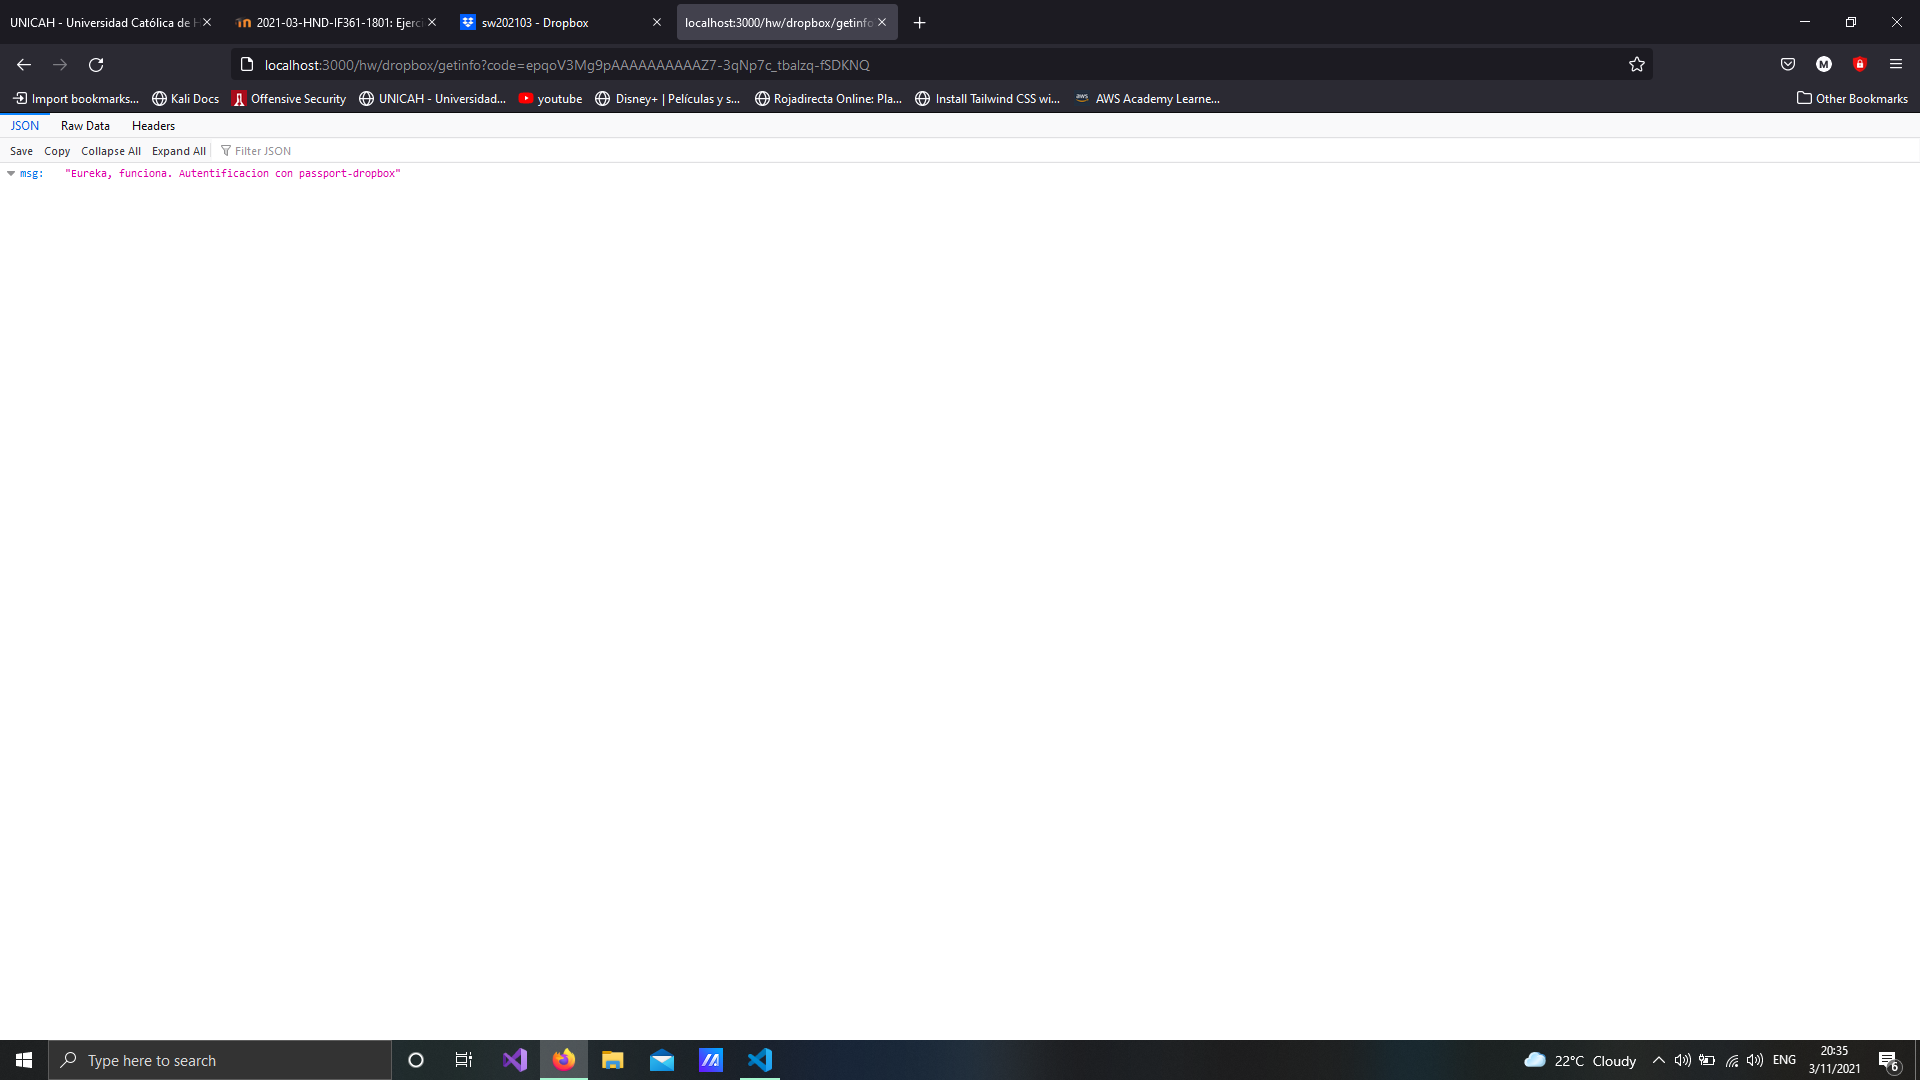 UNICAH - Universidad Católica de H
2021-03-HND-IF361-1801: Ejerci
sw202103 - Dropbox
localhost:3000/hw/dropbox/getinfo
localhost:3000/hw/dropbox/getinfo?code=epqoV3Mg9pAAAAAAAAAAZ7-3qNp7c_tbalzq-fSDKNQ
M
Import bookmarks...
Kali Docs
Offensive Security
UNICAH - Universidad...
youtube
Disney+ | Películas y s...
Rojadirecta Online: Pla...
Install Tailwind CSS wi...
aws
AWS Academy Learne...
Other Bookmarks
JSON Raw Data Headers
Save Copy Collapse All Expand All Filter JSON
msg: "Eureka, funciona. Autentificacion con passport-dropbox"
Type here to search
22°C Cloudy
ENG
20:35
3/11/2021
6